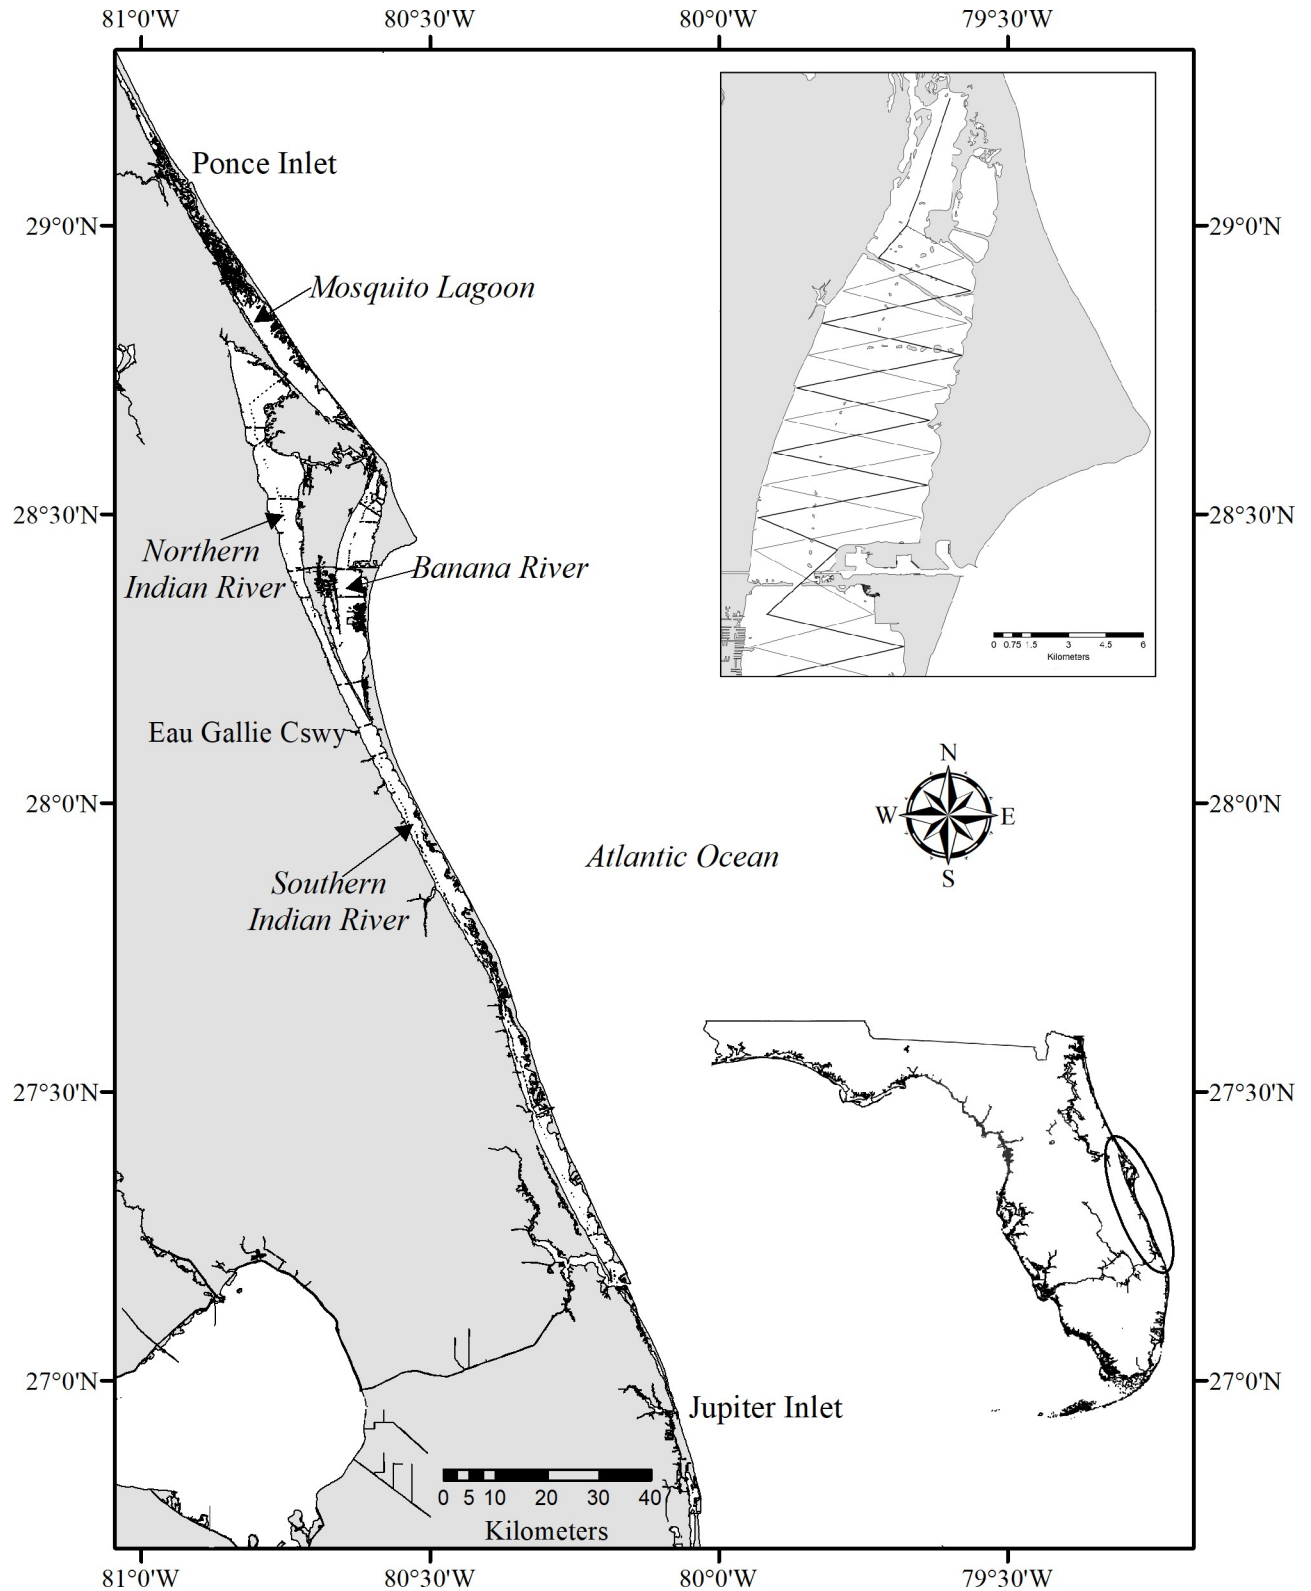 81°0'W
80°30'W
80°0'W
79°30'W
Ponce Inlet
29°0'N
29°0'N
Mosquito Lagoon
28°30'N
28°30'N
Northern
Indian River
Banana River
0 0.75 1.5 3 4.5 6
Kilometers
Eau Gallie Cswy
N
W
E
S
28°0'N
28°0'N
Atlantic Ocean
Southern
Indian River
27°30'N
27°30'N
27°0'N
27°0'N
Jupiter Inlet
0 5 10 20 30 40
Kilometers
81°0'W
80°30'W
80°0'W
79°30'W